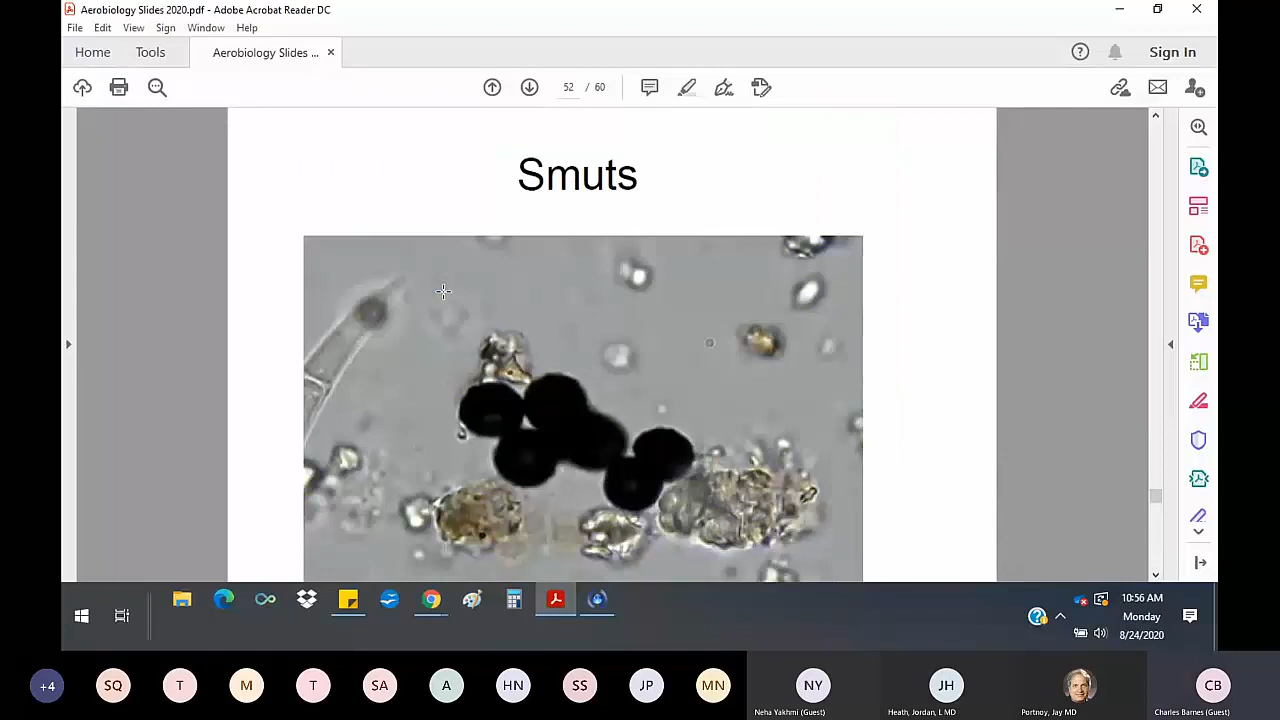 Aerobiology Slides 2020.pdf - Adobe Acrobat Reader DC
File Edit View Sign Window Help
Home Tools Aerobiology Slides ... × Sign In
52 / 60
Smuts
10:56 AM
Monday
8/24/2020
+4 SQ T M T SA A HN SS JP MN NY JH CB
Neha Yakhmi (Guest) Heath, Jordan, L MD Portnoy, Jay MD Charles Barnes (Guest)